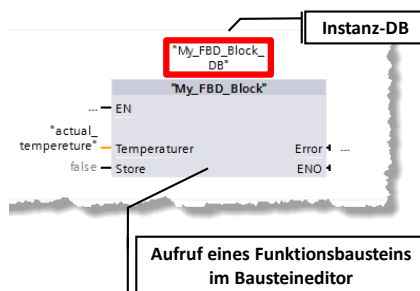 Instanz-DB
"My_FBD_Block_
DB"
"My_FBD_Block"
... EN
"actual_
tempereture" Temperaturer Error ...
false Store ENO
Aufruf eines Funktionsbausteins
im Bausteineditor